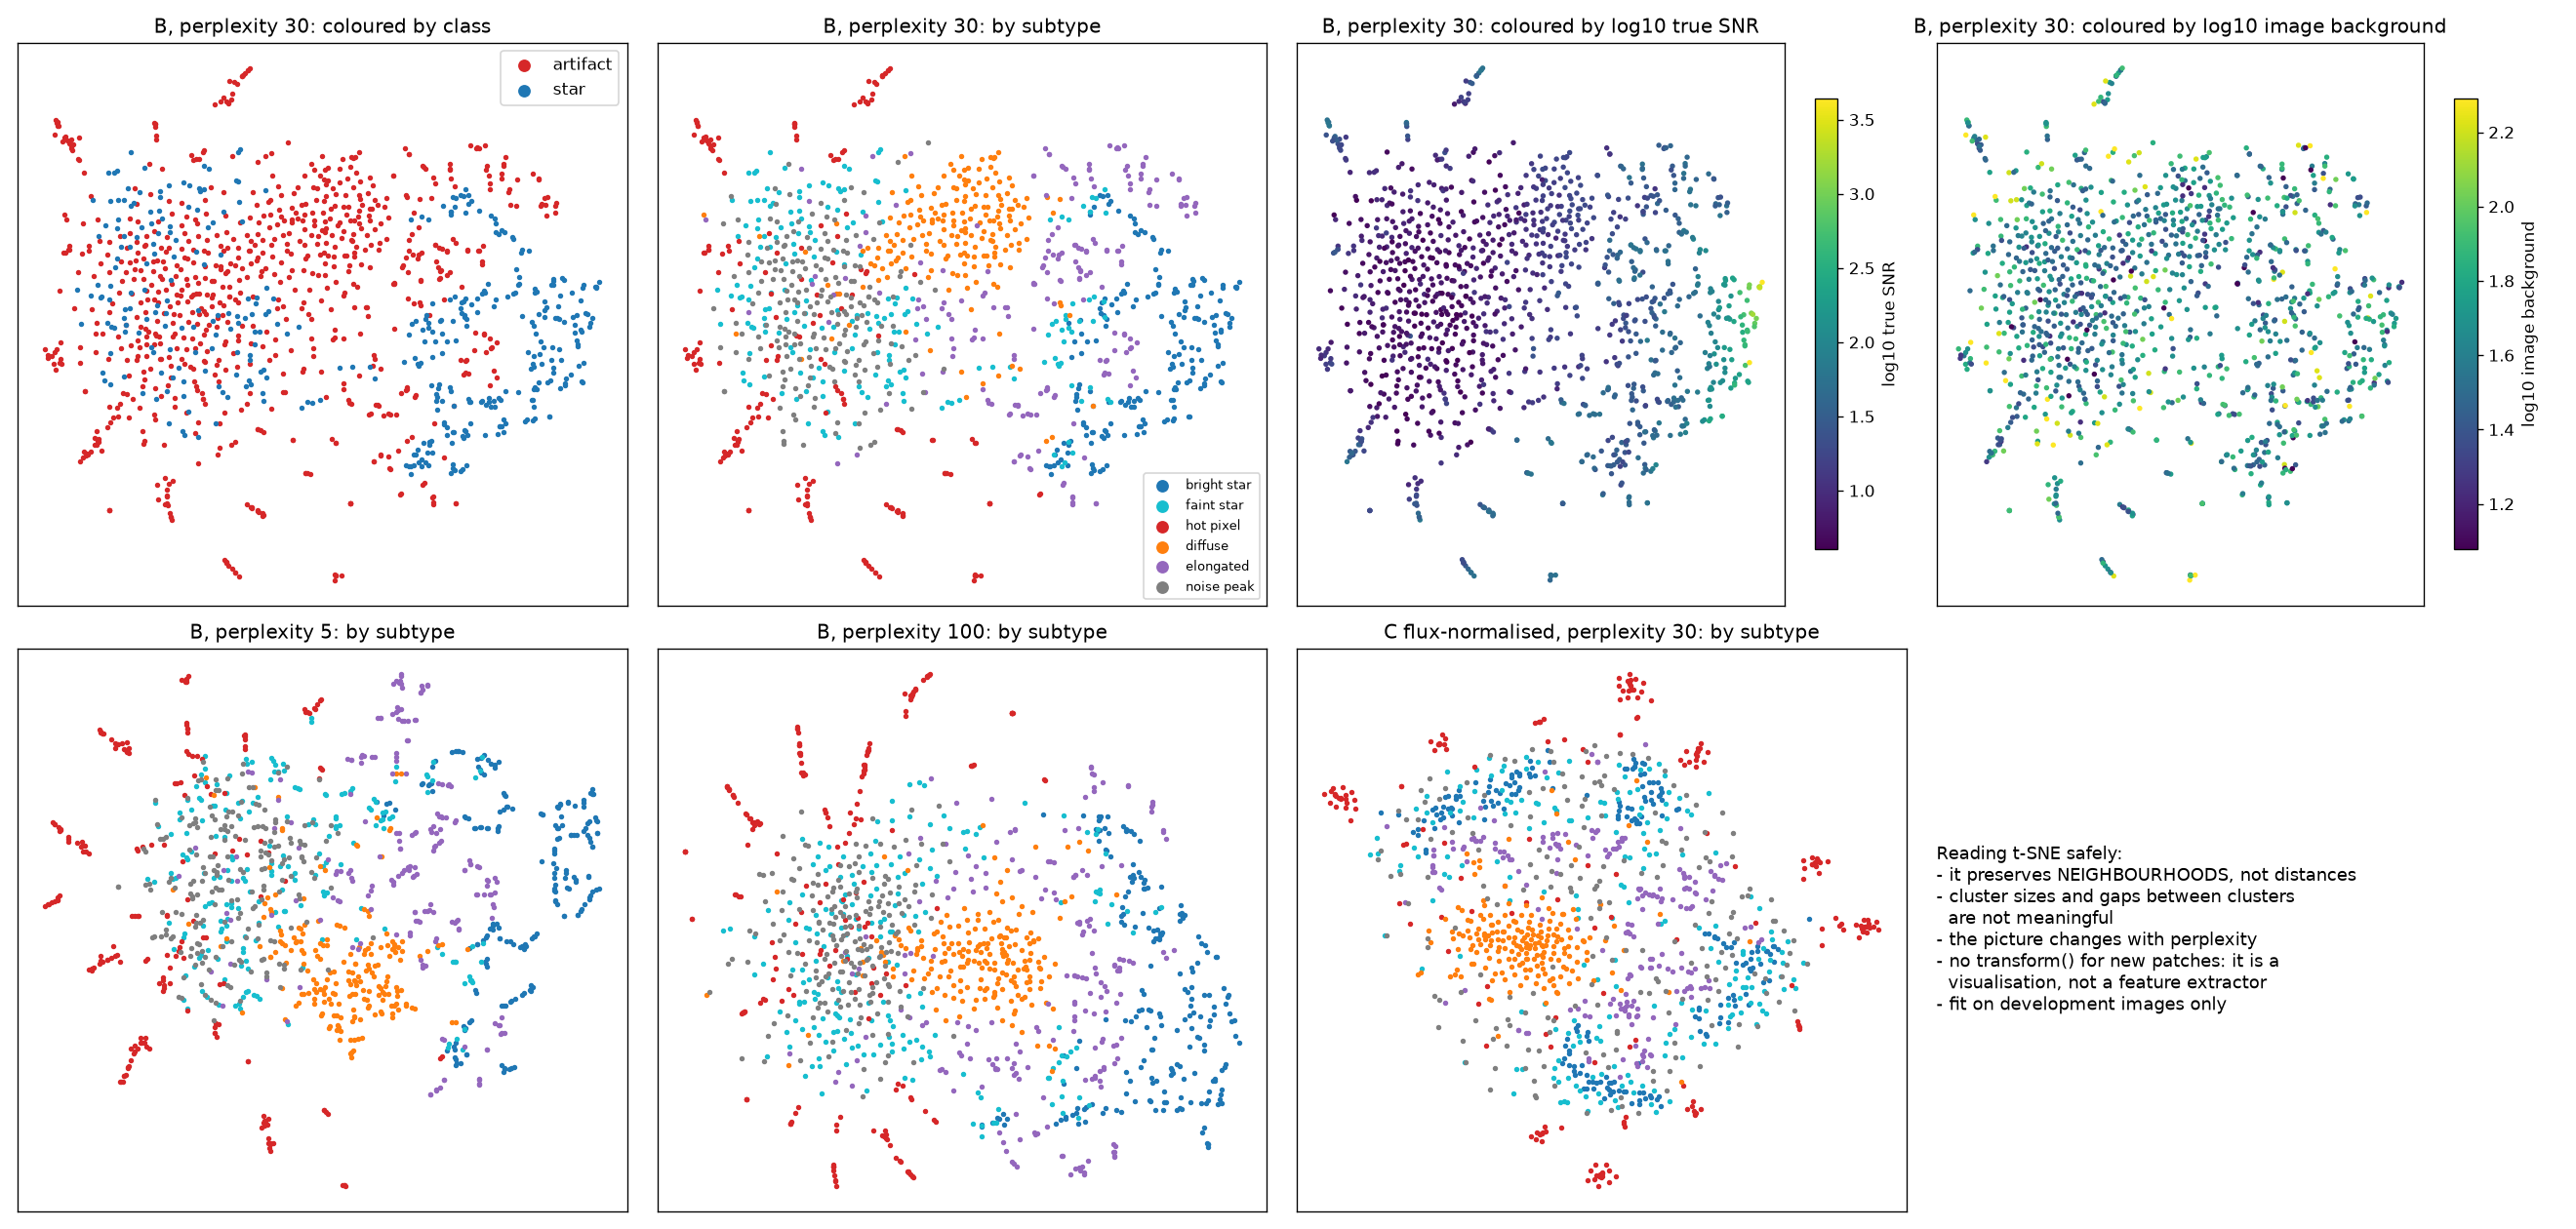 B, perplexity 30: coloured by class
artifact
star
B, perplexity 30: by subtype
bright star
faint star
hot pixel
diffuse
elongated
noise peak
B, perplexity 30: coloured by log10 true SNR
3.5
3.0
2.5
2.0
1.5
1.0
log10 true SNR
B, perplexity 30: coloured by log10 image background
2.2
2.0
1.8
1.6
1.4
1.2
log10 image background
B, perplexity 5: by subtype
B, perplexity 100: by subtype
C flux-normalised, perplexity 30: by subtype
Reading t-SNE safely:
- it preserves NEIGHBOURHOODS, not distances
- cluster sizes and gaps between clusters
are not meaningful
- the picture changes with perplexity
- no transform() for new patches: it is a
visualisation, not a feature extractor
- fit on development images only